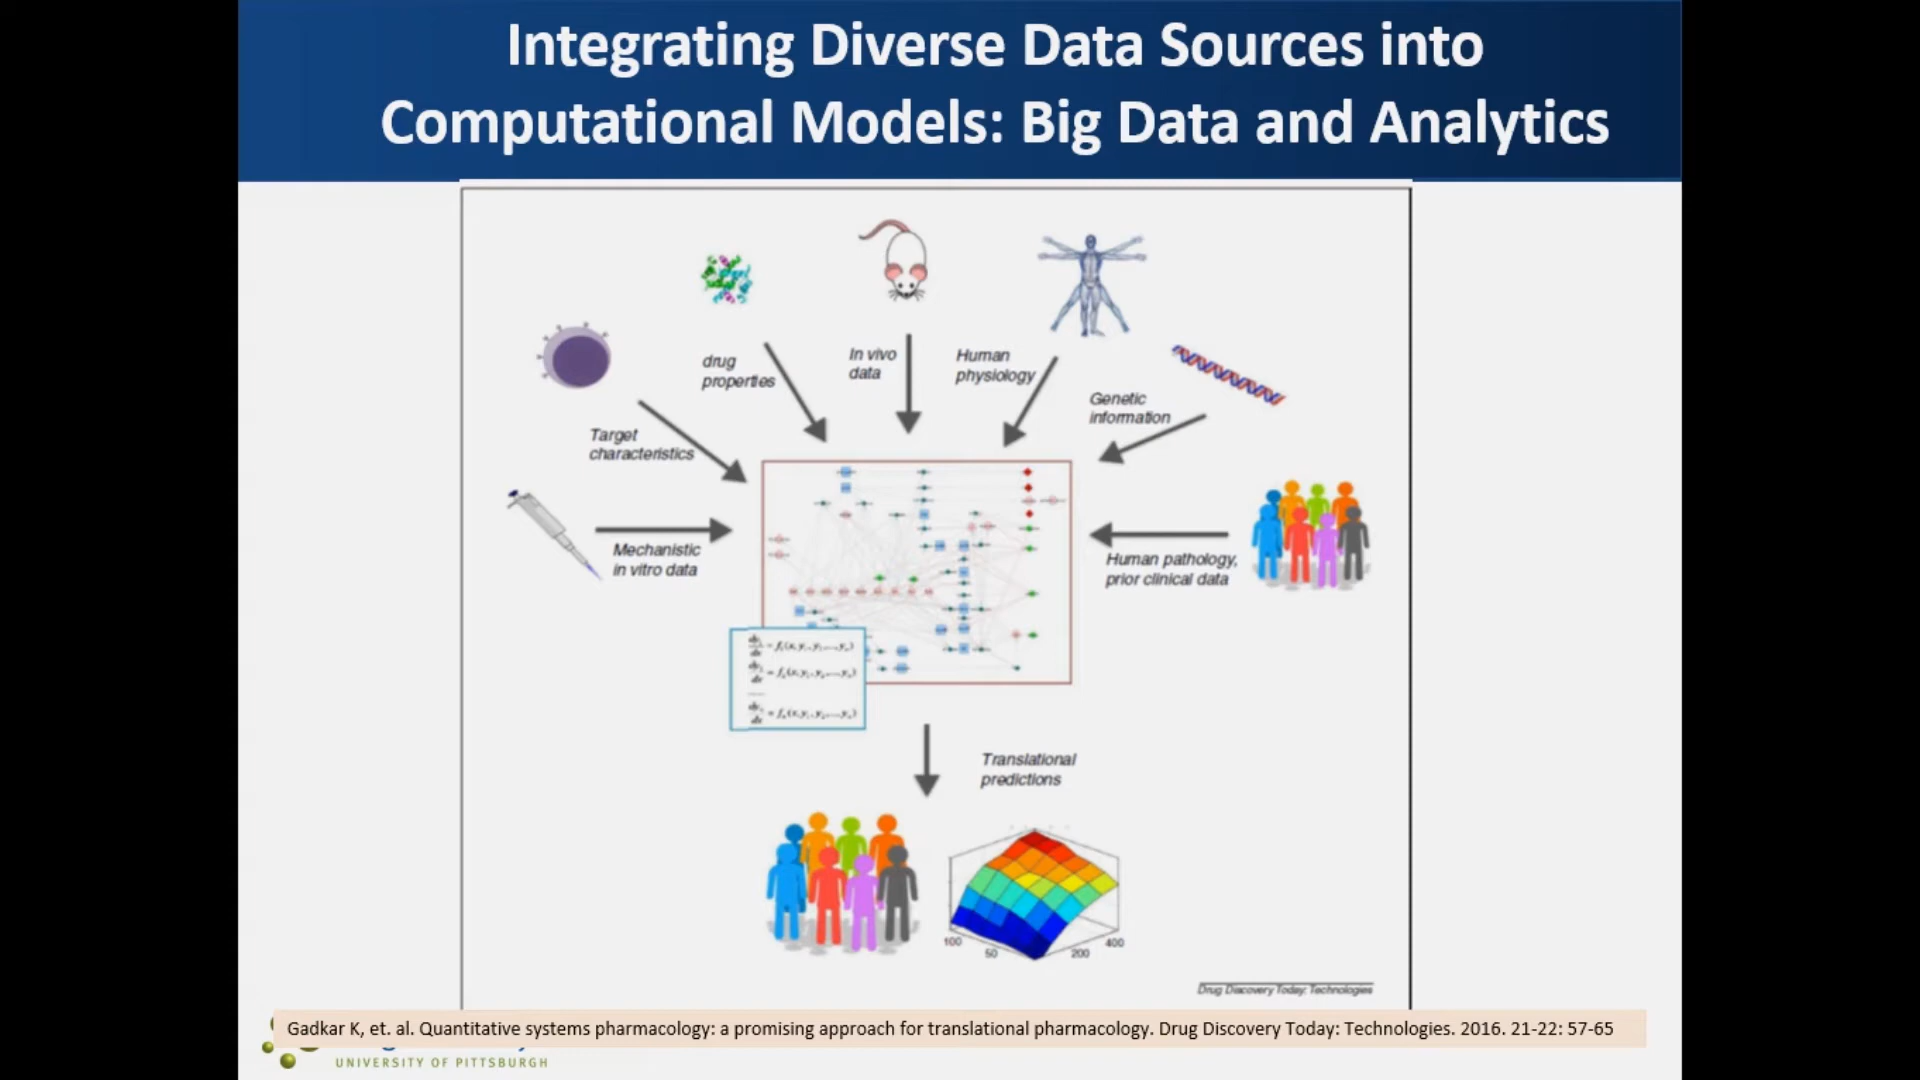 Integrating Diverse Data Sources into
Computational Models: Big Data and Analytics
drug
properties
In vivo
data
Human
physiology
Genetic
information
Target
characteristics
Mechanistic
in vitro data
Human pathology,
prior clinical data
Translational
predictions
100
50
200
400
Drug Discovery Today: Technologies
Gadkar K, et. al. Quantitative systems pharmacology: a promising approach for translational pharmacology. Drug Discovery Today: Technologies. 2016. 21-22: 57-65
UNIVERSITY OF PITTSBURGH